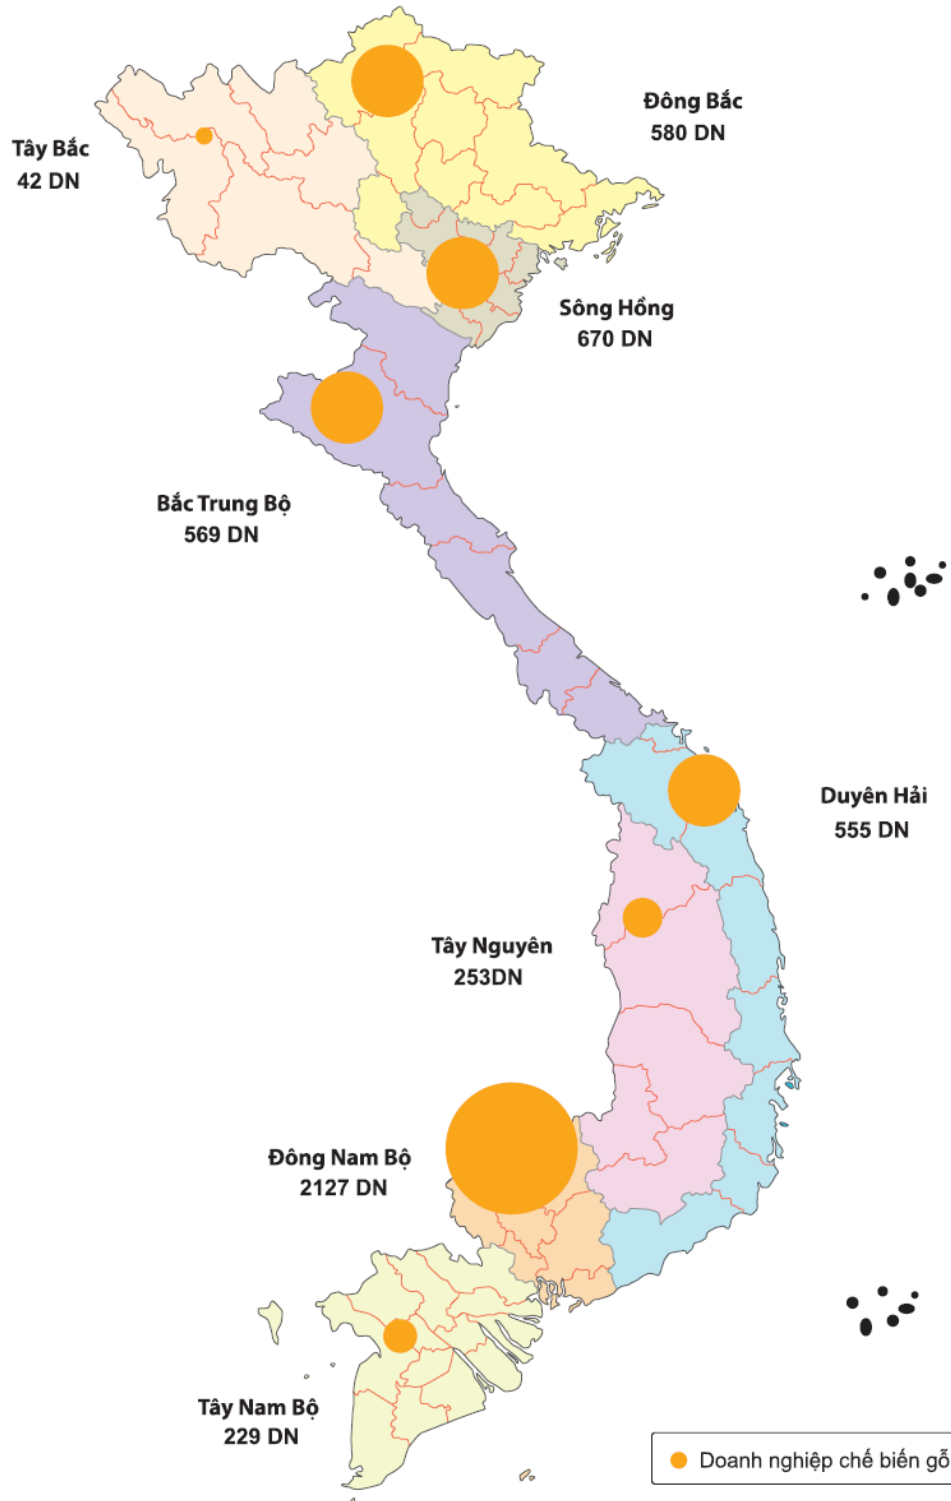 Đông Bắc
580 DN
Tây Bắc
42 DN
Sông Hồng
670 DN
Bắc Trung Bộ
569 DN
Duyên Hải
555 DN
Tây Nguyên
253DN
Đông Nam Bộ
2127 DN
Tây Nam Bộ
229 DN
Doanh nghiệp chế biến gỗ